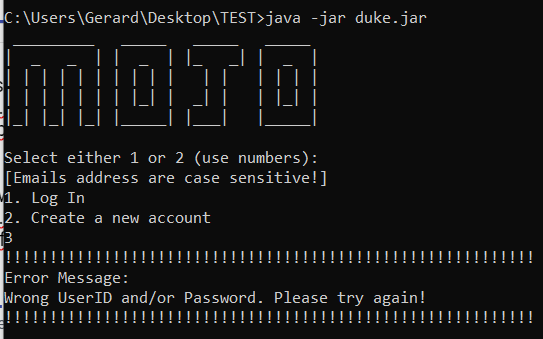 C:\Users\Gerard\Desktop\TEST>java -jar duke.jar
MOJO
Select either 1 or 2 (use numbers):
[Emails address are case sensitive!]
1. Log In
2. Create a new account
3
!!!!!!!!!!!!!!!!!!!!!!!!!!!!!!!!!!!!!!!!!!!!!!!!!!!!!!!!!!!!
Error Message:
Wrong UserID and/or Password. Please try again!
!!!!!!!!!!!!!!!!!!!!!!!!!!!!!!!!!!!!!!!!!!!!!!!!!!!!!!!!!!!!